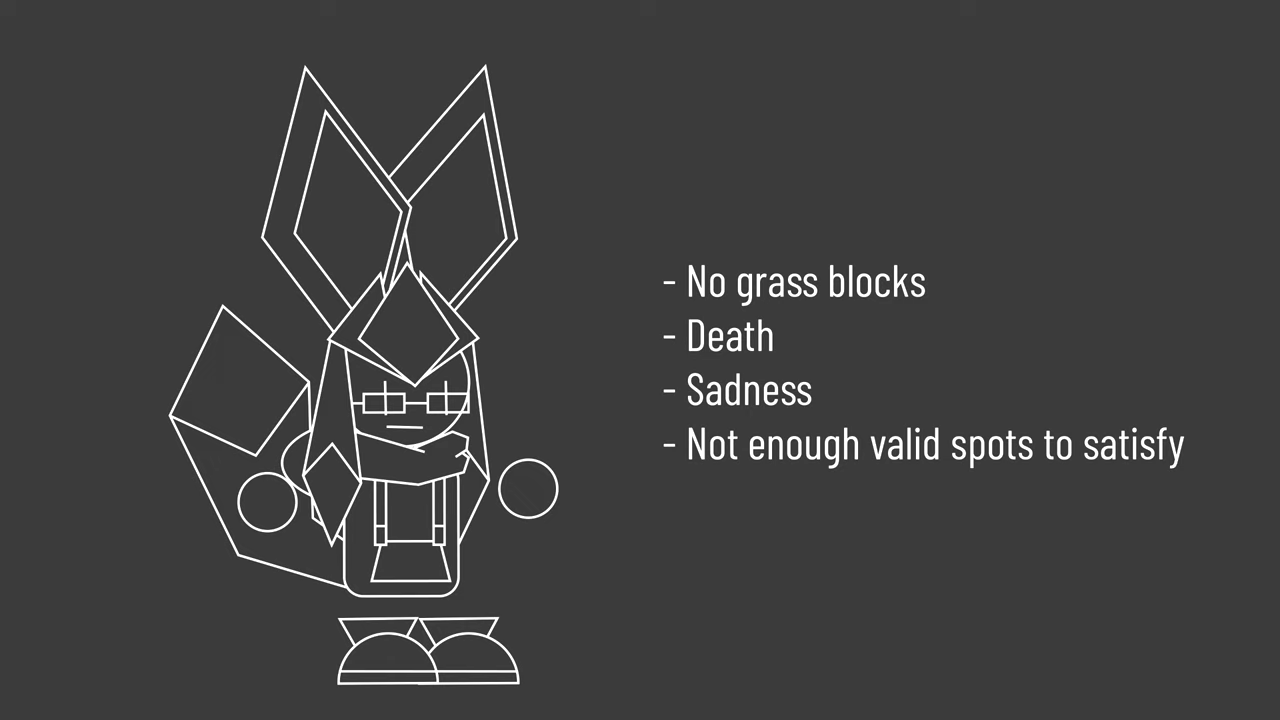 - No grass blocks
- Death
- Sadness
- Not enough valid spots to satisfy